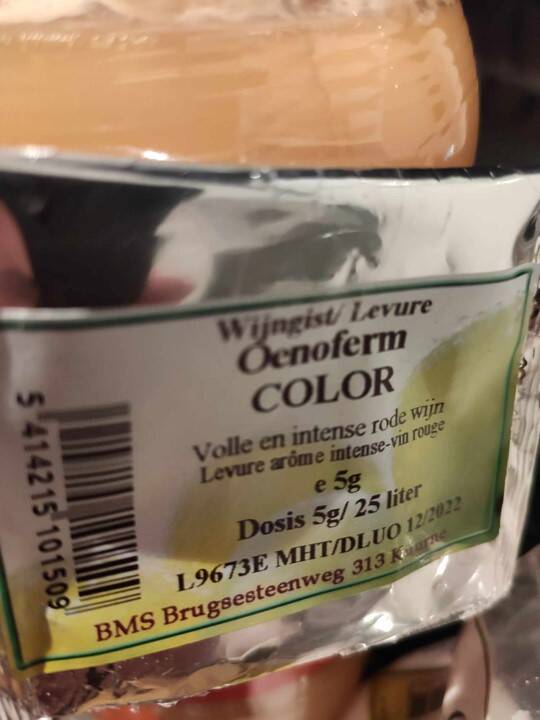 Wijngist/ Levure
Oenoferm
COLOR
Volle en intense rode wijn
Levure arôme intense-vin rouge
e 5g
Dosis 5g/ 25 liter
L9673E MHT/DLUO 12/2022
BMS Brugsesteenweg 313 Kuurne
5 414215 101509